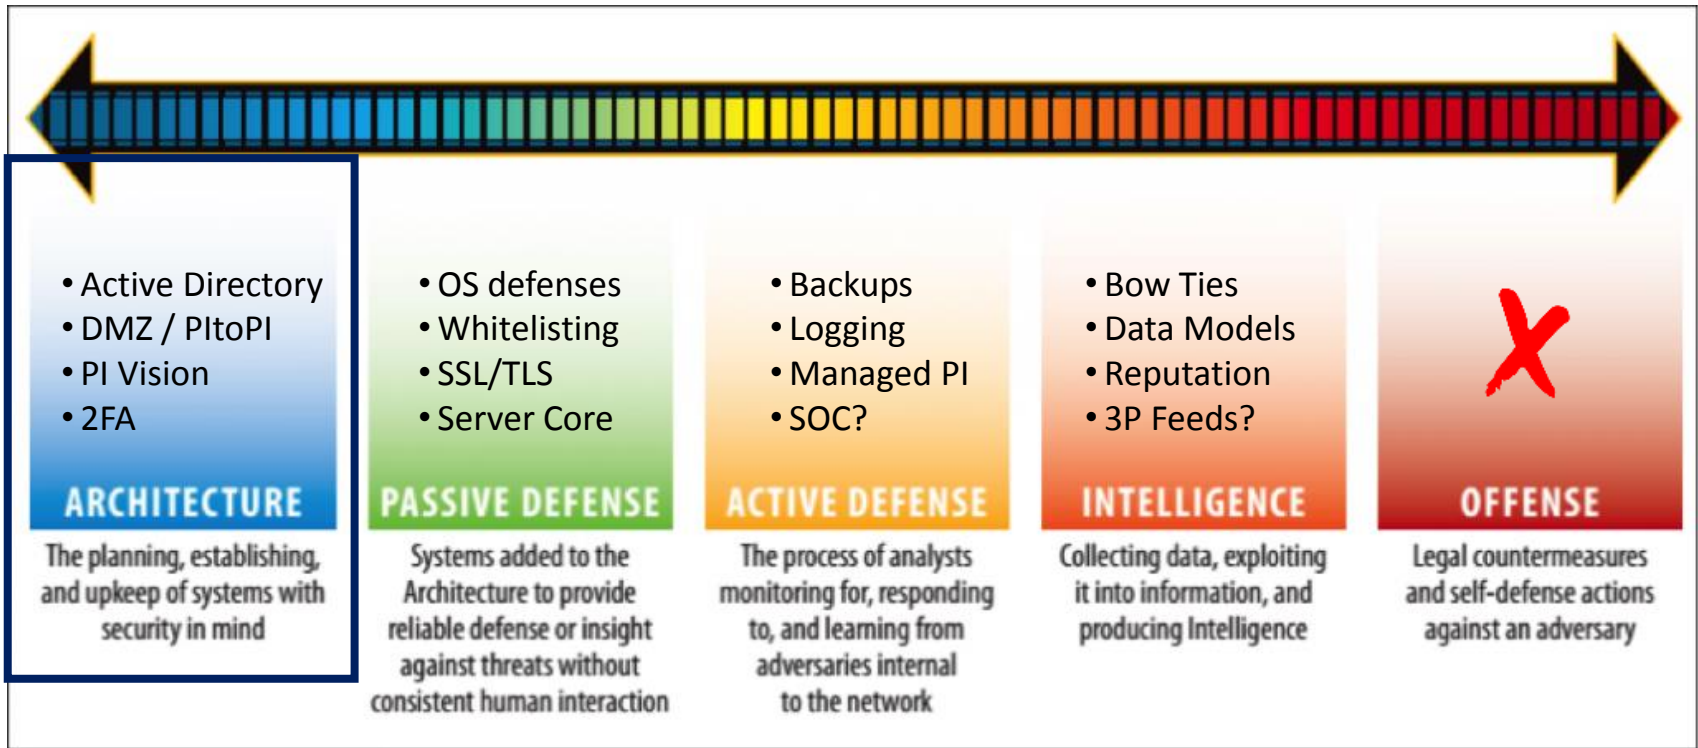 • Active Directory
• DMZ / PItoPI
• PI Vision
• 2FA
ARCHITECTURE
The planning, establishing,
and upkeep of systems with
security in mind
• OS defenses
• Whitelisting
• SSL/TLS
• Server Core
PASSIVE DEFENSE
Systems added to the
Architecture to provide
reliable defense or insight
against threats without
consistent human interaction
• Backups
• Logging
• Managed PI
• SOC?
ACTIVE DEFENSE
The process of analysts
monitoring for, responding
to, and learning from
adversaries internal
to the network
• Bow Ties
• Data Models
• Reputation
• 3P Feeds?
INTELLIGENCE
Collecting data, exploiting
it into information, and
producing Intelligence
OFFENSE
Legal countermeasures
and self-defense actions
against an adversary